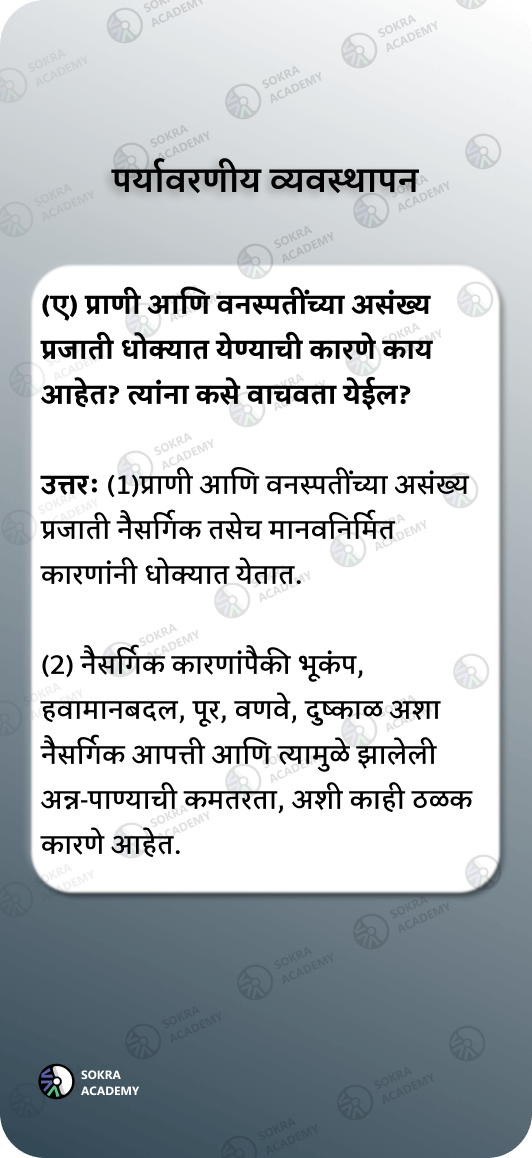 पर्यावरणीय व्यवस्थापन
(ए) प्राणी आणि वनस्पतींच्या असंख्य
प्रजाती धोक्यात येण्याची कारणे काय
आहेत? त्यांना कसे वाचवता येईल?
उत्तरः (1)प्राणी आणि वनस्पतींच्या असंख्य
प्रजाती नैसर्गिक तसेच मानवनिर्मित
कारणांनी धोक्यात येतात.
(2) नैसर्गिक कारणांपैकी भूकंप,
हवामानबदल, पूर, वणवे, दुष्काळ अशा
नैसर्गिक आपत्ती आणि त्यामुळे झालेली
अन्न-पाण्याची कमतरता, अशी काही ठळक
कारणे आहेत.
SOKRA
ACADEMY